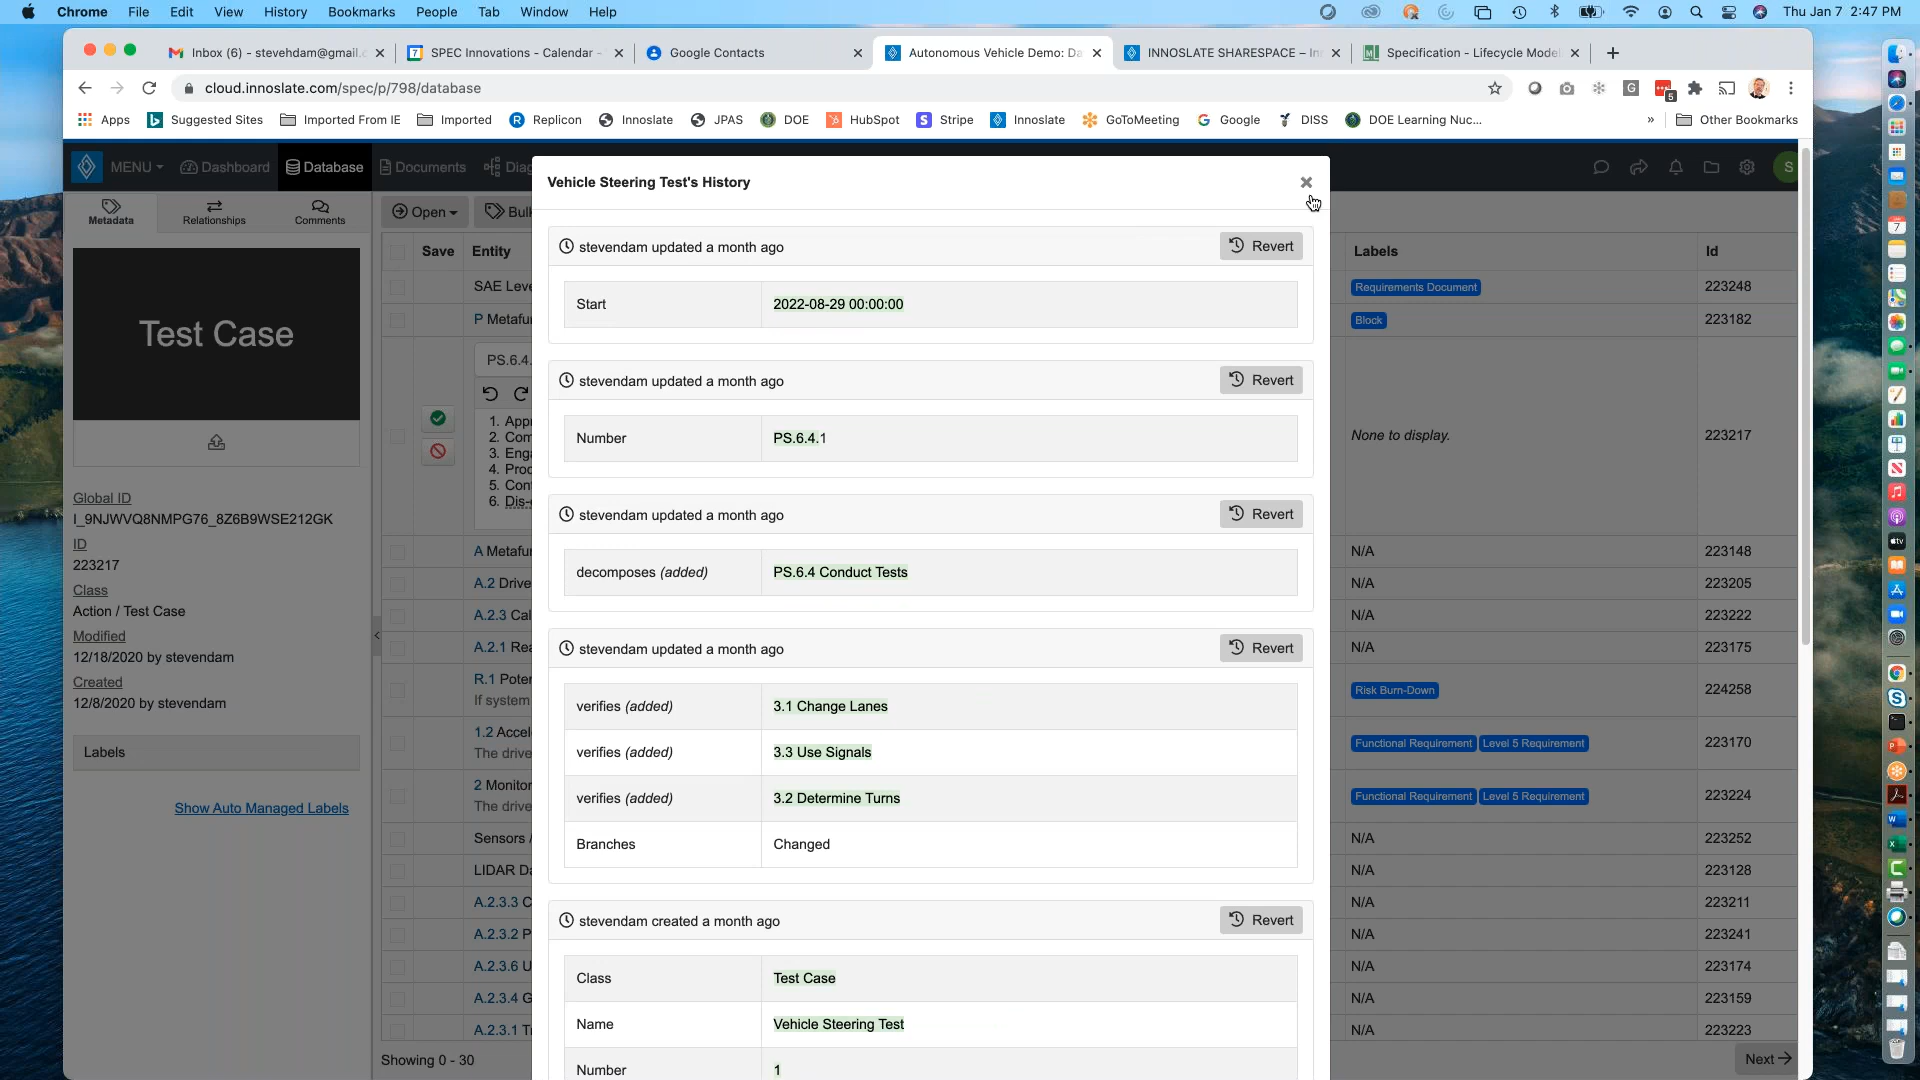 Chrome File Edit View History Bookmarks People Tab Window Help Thu Jan 7 2:47 PM
Inbox (6) - stevehdam@gmail.c
SPEC Innovations - Calendar -
Google Contacts
Autonomous Vehicle Demo: Da
INNOSLATE SHARESPACE – In
Specification - Lifecycle Model
cloud.innoslate.com/spec/p/798/database
Apps Suggested Sites Imported From IE Imported Replicon Innoslate JPAS DOE HubSpot Stripe Innoslate GoToMeeting Google DISS DOE Learning Nuc... » Other Bookmarks
MENU Dashboard Database Documents Diag
S
Metadata Relationships Comments
Test Case
Global ID
I_9NJWVQ8NMPG76_8Z6B9WSE212GK
ID
223217
Class
Action / Test Case
Modified
12/18/2020 by stevendam
Created
12/8/2020 by stevendam
Labels
Show Auto Managed Labels
Open Bul
Save Entity Labels Id
SAE Leve Requirements Document 223248
P Metafu Block 223182
PS.6.4.
1. App
2. Com
3. Eng
4. Proc
5. Con
6. Dis-
None to display. 223217
A Metafu N/A 223148
A.2 Drive N/A 223205
A.2.3 Cal N/A 223222
A.2.1 Rea N/A 223175
R.1 Poter Risk Burn-Down 224258
If system
1.2 Accel Functional Requirement Level 5 Requirement 223170
The drive
2 Monitor Functional Requirement Level 5 Requirement 223224
The drive
Sensors / N/A 223252
LIDAR Da N/A 223128
A.2.3.3 C N/A 223211
A.2.3.2 P N/A 223241
A.2.3.6 U N/A 223174
A.2.3.4 G N/A 223159
A.2.3.1 T N/A 223223
Showing 0 - 30 Next
Vehicle Steering Test's History
stevendam updated a month ago Revert
Start 2022-08-29 00:00:00
stevendam updated a month ago Revert
Number PS.6.4.1
stevendam updated a month ago Revert
decomposes (added) PS.6.4 Conduct Tests
stevendam updated a month ago Revert
verifies (added) 3.1 Change Lanes
verifies (added) 3.3 Use Signals
verifies (added) 3.2 Determine Turns
Branches Changed
stevendam created a month ago Revert
Class Test Case
Name Vehicle Steering Test
Number 1